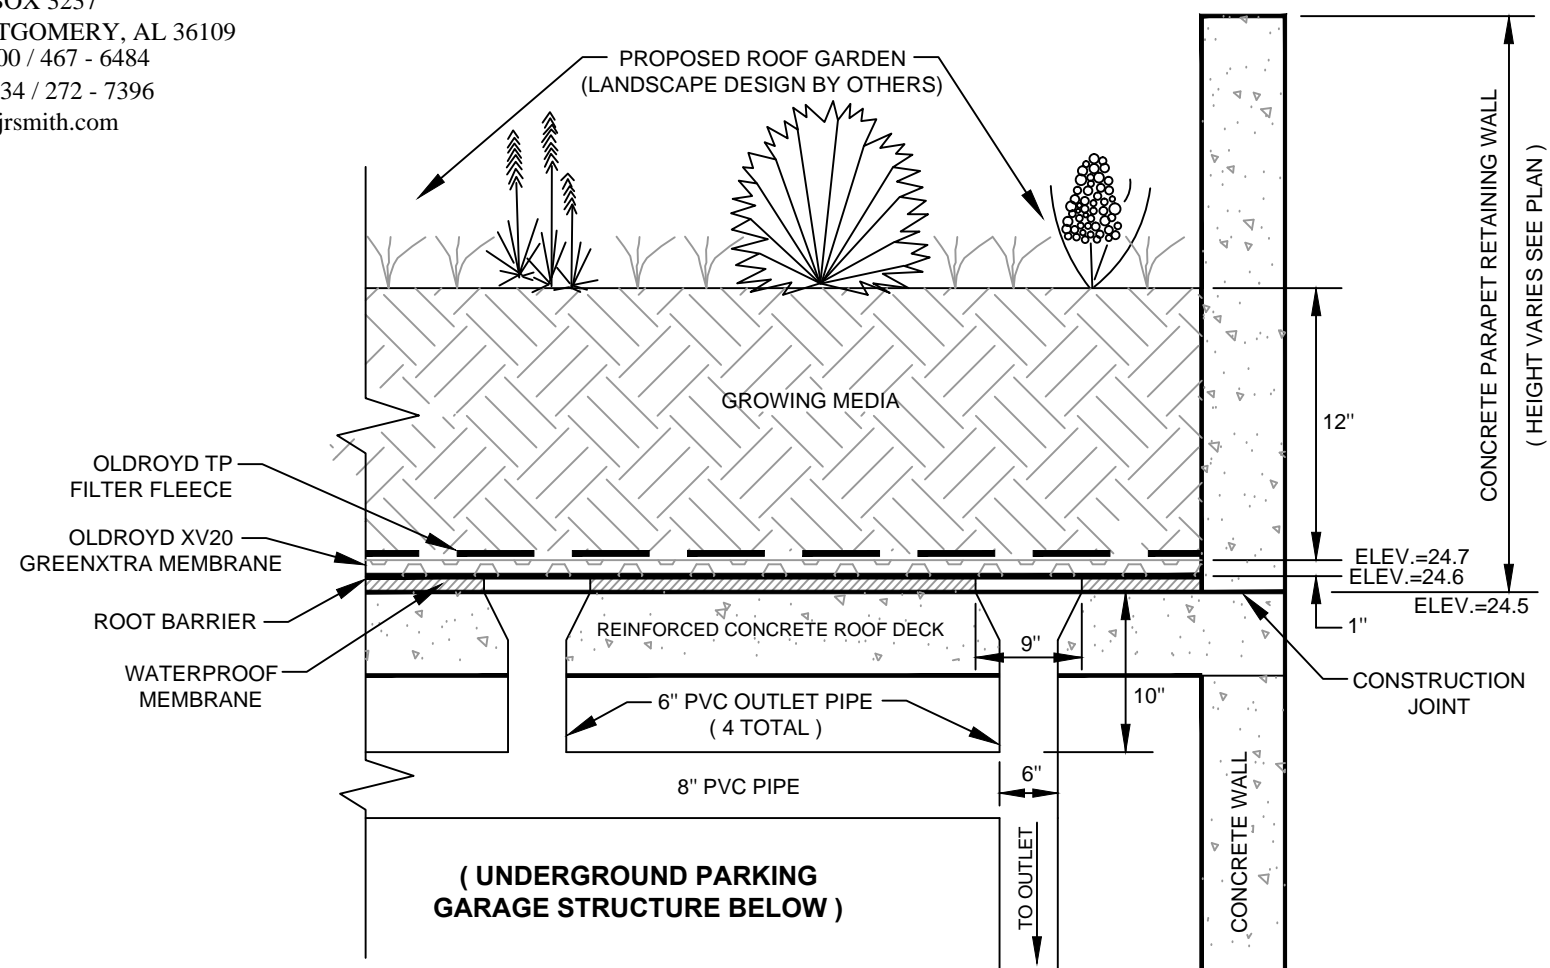 BOX 3237
TGOMERY, AL 36109
00 / 467 - 6484
34 / 272 - 7396
jrsmith.com
PROPOSED ROOF GARDEN
(LANDSCAPE DESIGN BY OTHERS)
CONCRETE PARAPET RETAINING WALL
( HEIGHT VARIES SEE PLAN )
GROWING MEDIA
12"
OLDROYD TP
FILTER FLEECE
OLDROYD XV20
GREENXTRA MEMBRANE
ELEV.=24.7
ELEV.=24.6
ELEV.=24.5
ROOT BARRIER
REINFORCED CONCRETE ROOF DECK
1"
9"
WATERPROOF
MEMBRANE
6" PVC OUTLET PIPE
( 4 TOTAL )
10"
CONSTRUCTION
JOINT
8" PVC PIPE
6"
CONCRETE WALL
TO OUTLET
( UNDERGROUND PARKING
GARAGE STRUCTURE BELOW )